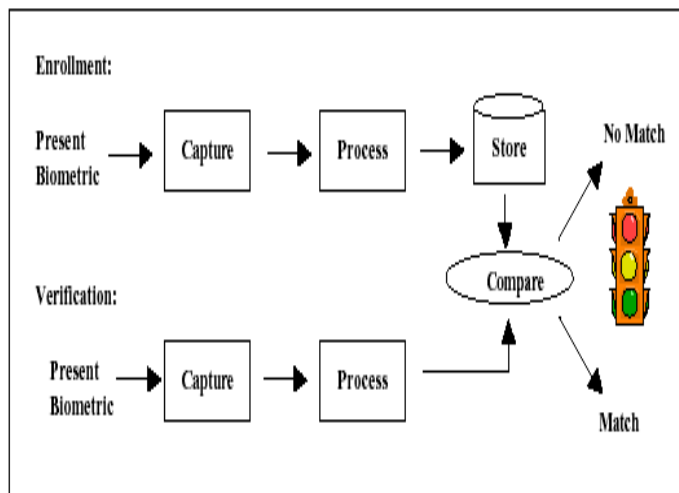 Enrollment:
Present
Biometric
Capture
Process
Store
No Match
Compare
Verification:
Present
Biometric
Capture
Process
Match